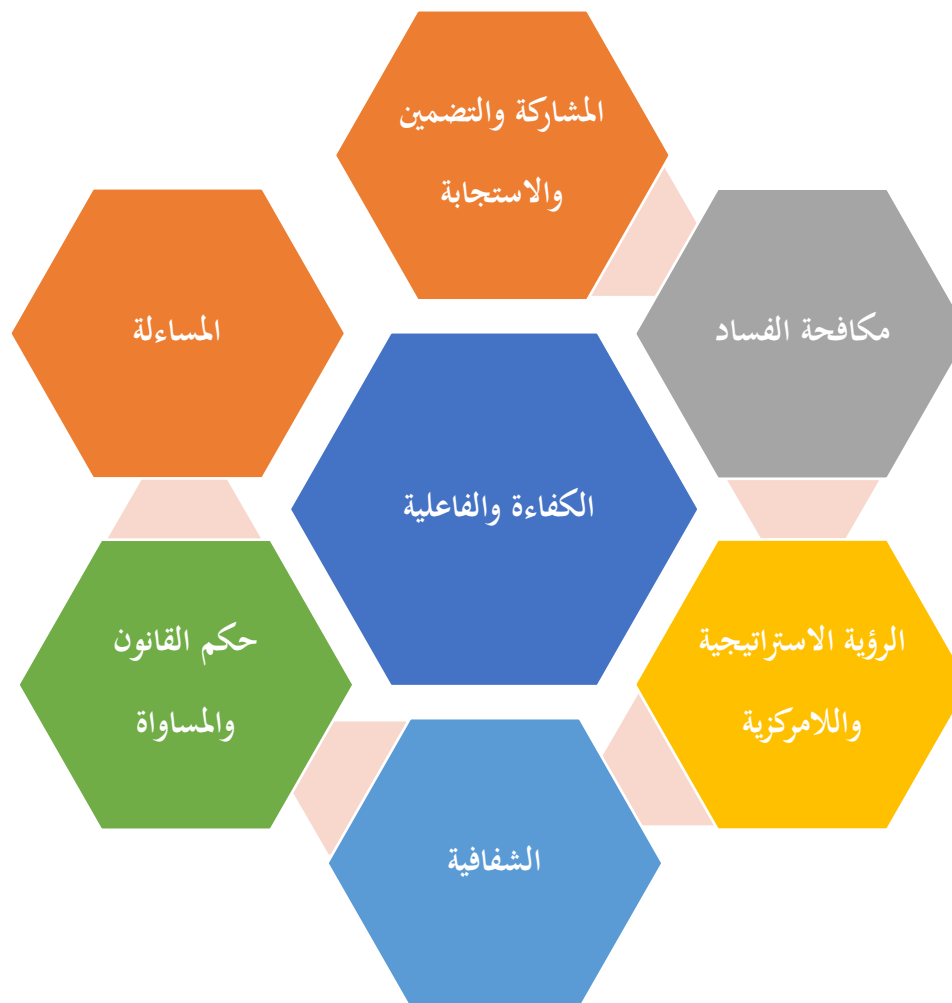 المشاركة والتضمين
والاستجابة
مكافحة الفساد
المساءلة
الكفاءة والفاعلية
الرؤية الاستراتيجية
واللامركزية
حكم القانون
والمساواة
الشفافية